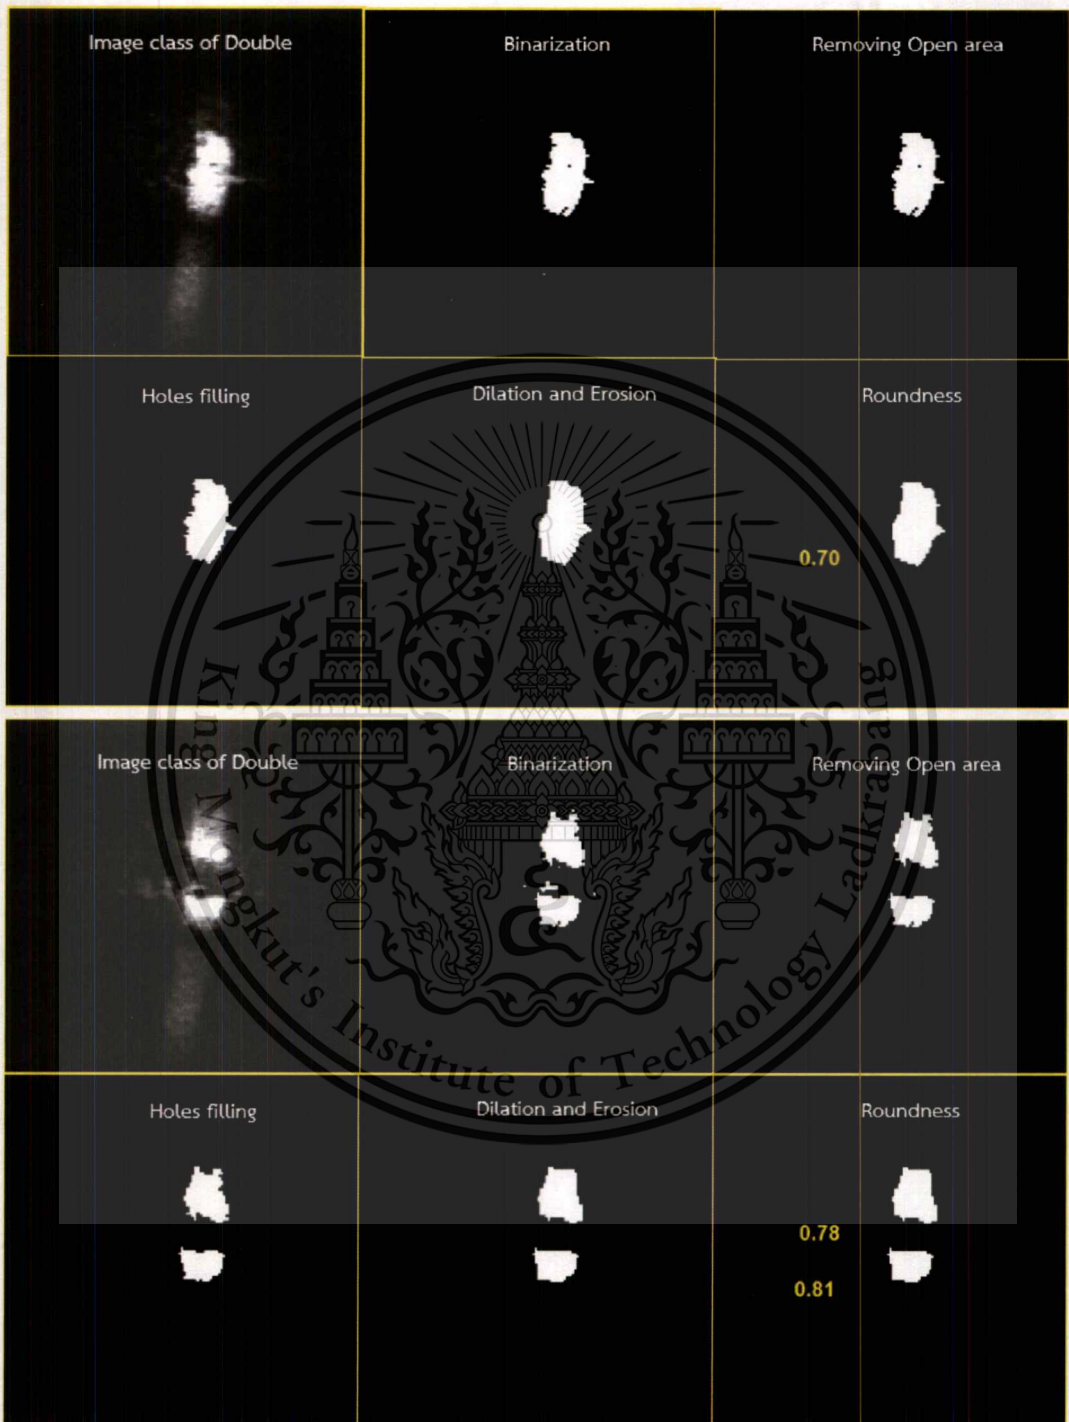 Image class of Double
Binarization
Removing Open area
Holes filling
Dilation and Erosion
Roundness
0.70
Image class of Double
Binarization
Removing Open area
Holes filling
Dilation and Erosion
Roundness
0.78
0.81
King Mongkut's Institute of Technology Ladkrabang